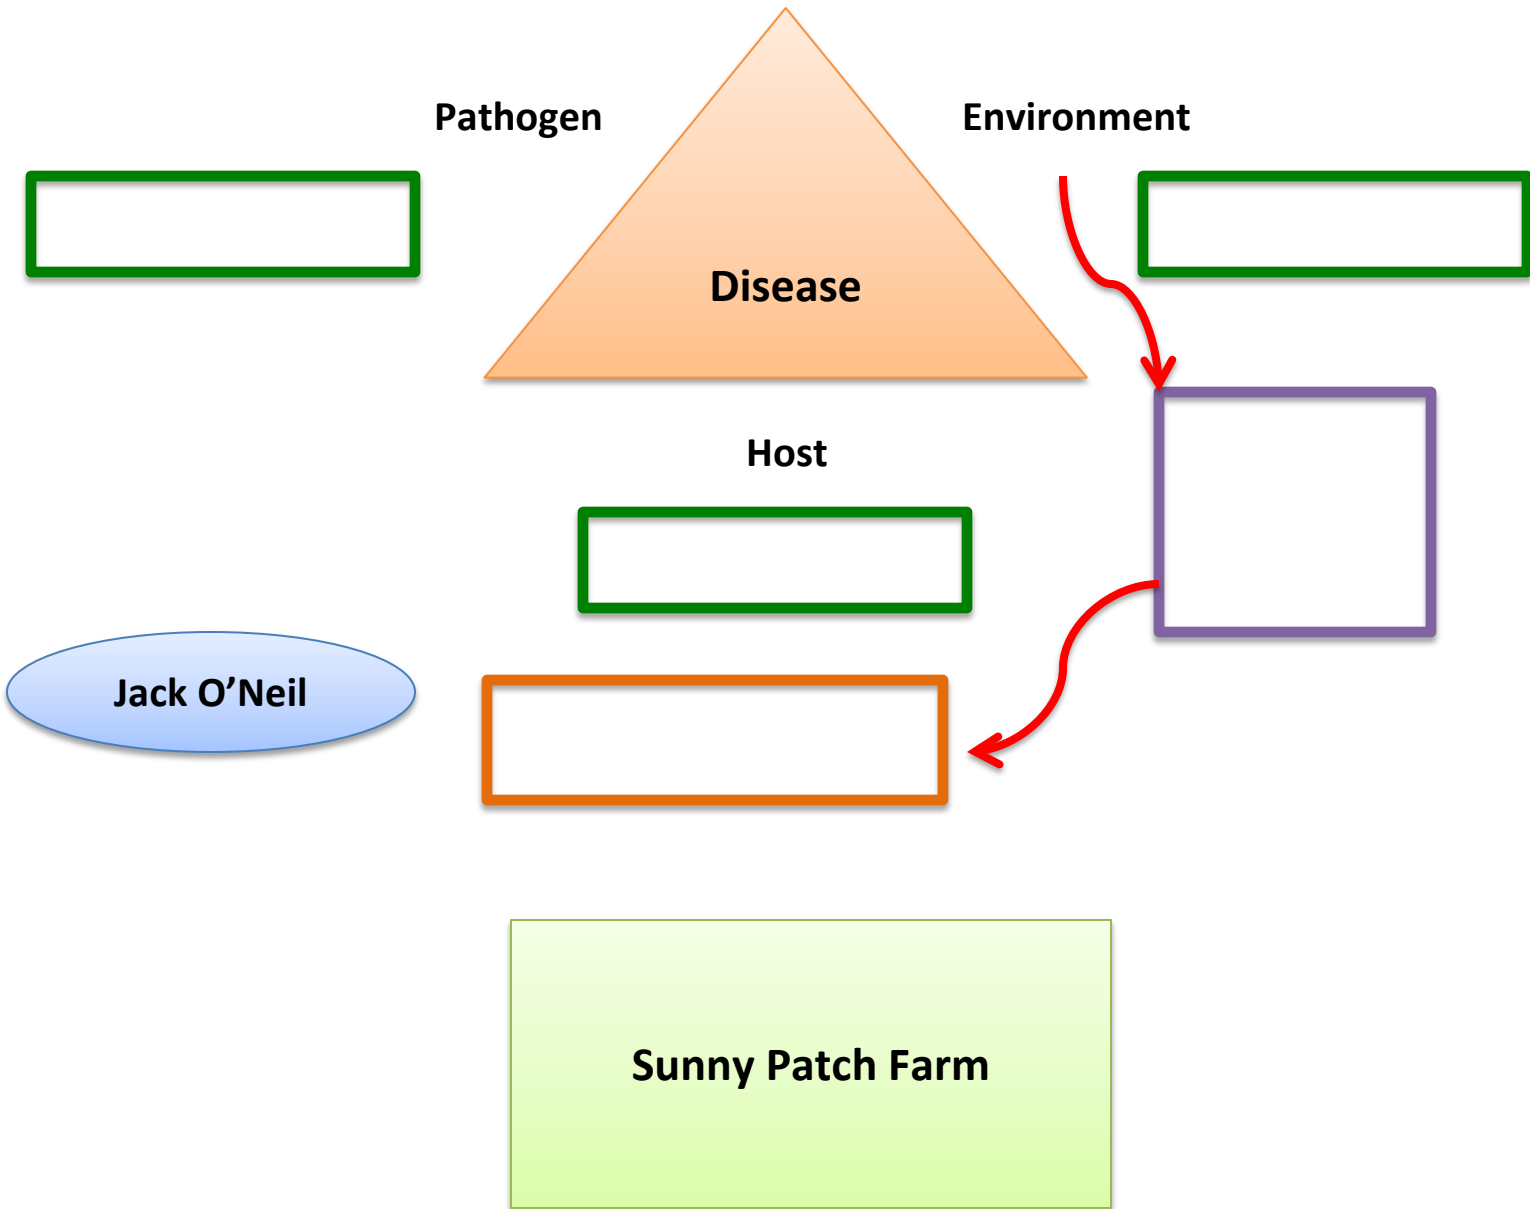 Pathogen
Environment
Disease
Host
Jack O’Neil
Sunny Patch Farm